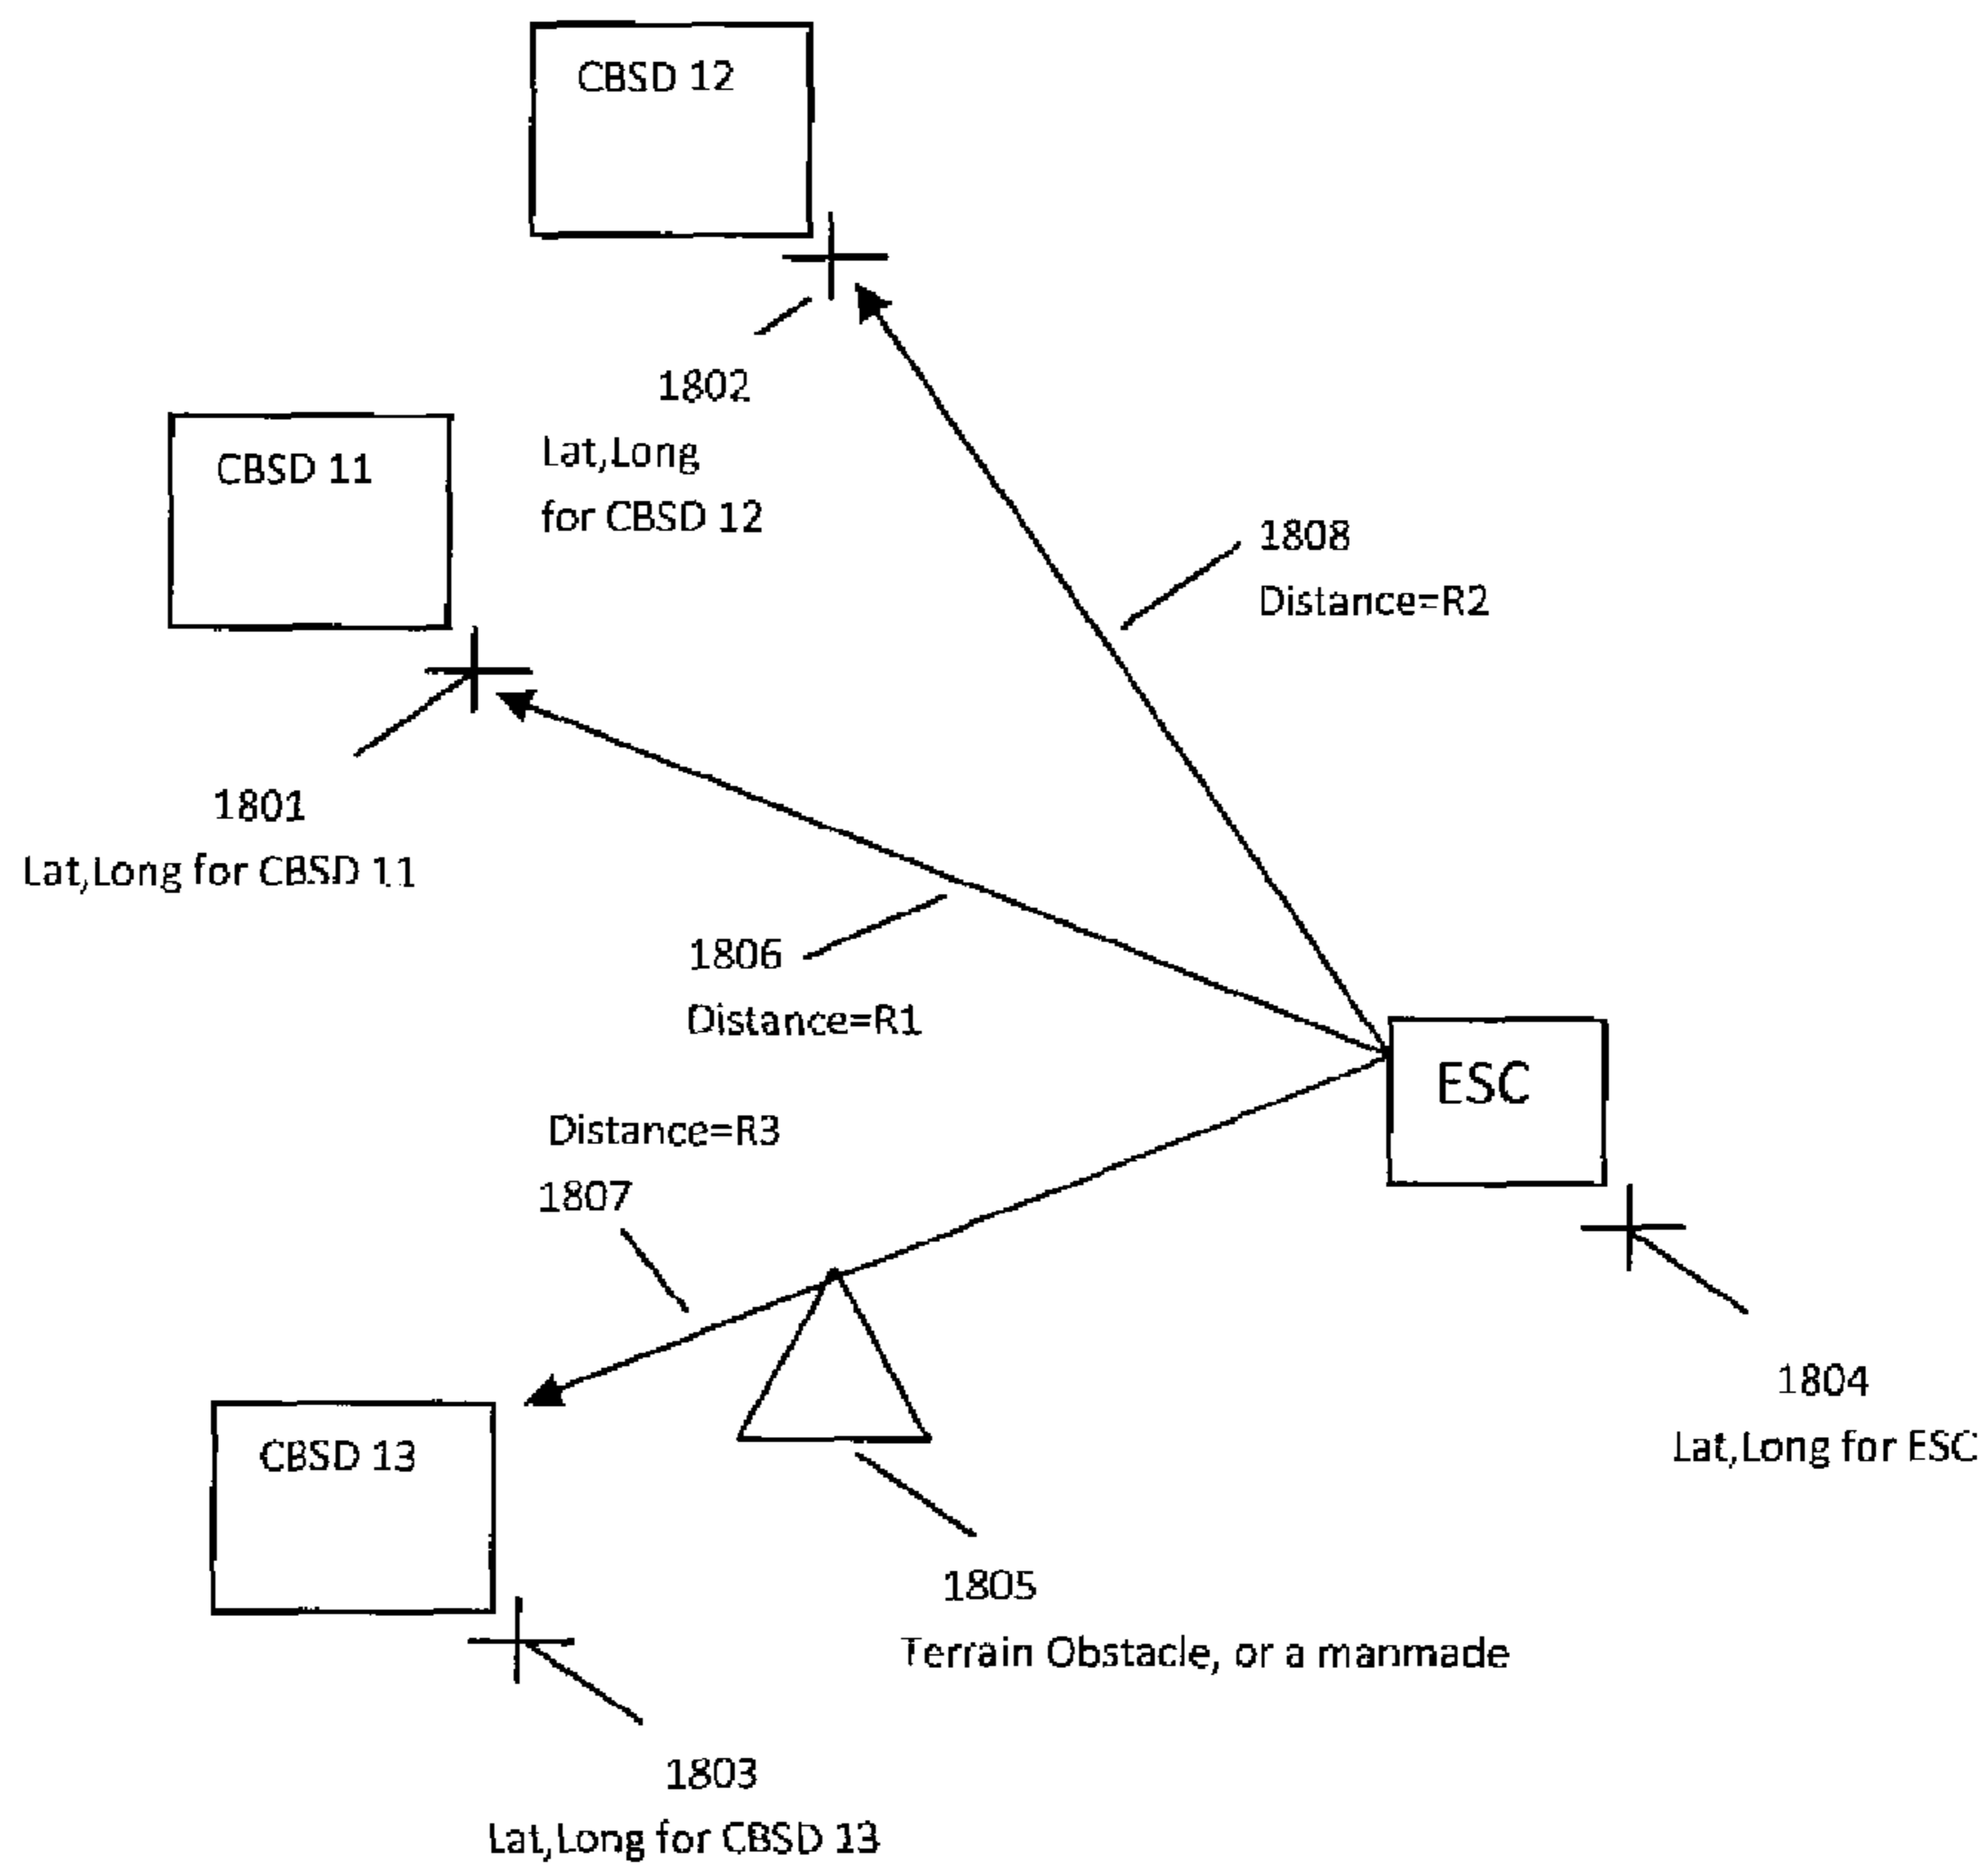 CBSD 12
1802
Lat,Long
for CBSD 12
CBSD 11
1808
Distance=R2
1801
Lat,Long for CBSD 11
1806
Distance=R1
ESC
Distance=R3
1807
1804
Lat,Long for ESC
CBSD 13
1805
Terrain Obstacle, or a manmade
1803
Lat,Long for CBSD 13